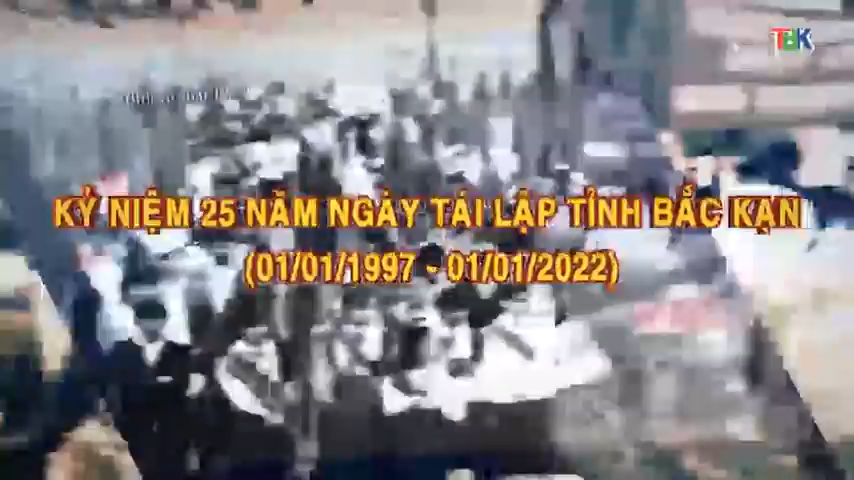 TBK
KỶ NIỆM 25 NĂM NGÀY TÁI LẬP TỈNH BẮC KẠN
(01/01/1997 - 01/01/2022)